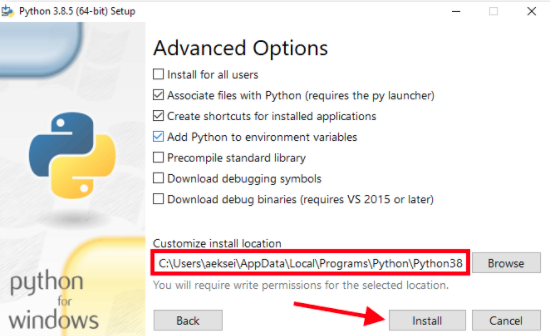 Python 3.8.5 (64-bit) Setup
Advanced Options
Install for all users
Associate files with Python (requires the py launcher)
Create shortcuts for installed applications
Add Python to environment variables
Precompile standard library
Download debugging symbols
Download debug binaries (requires VS 2015 or later)
Customize install location
C:\Users\aeksei\AppData\Local\Programs\Python\Python38
Browse
You will require write permissions for the selected location.
python
for
windows
Back
Install
Cancel